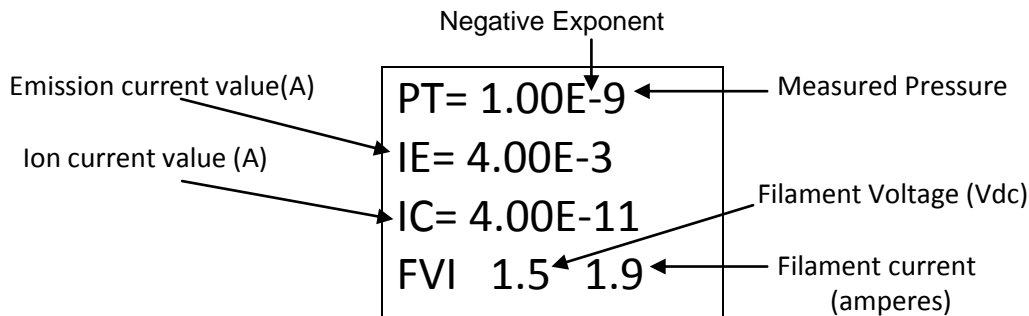 Negative Exponent
Emission current value(A)
PT= 1.00E-9
Measured Pressure
Ion current value (A)
IE= 4.00E-3
IC= 4.00E-11
Filament Voltage (Vdc)
FVI 1.5 1.9
Filament current
(amperes)